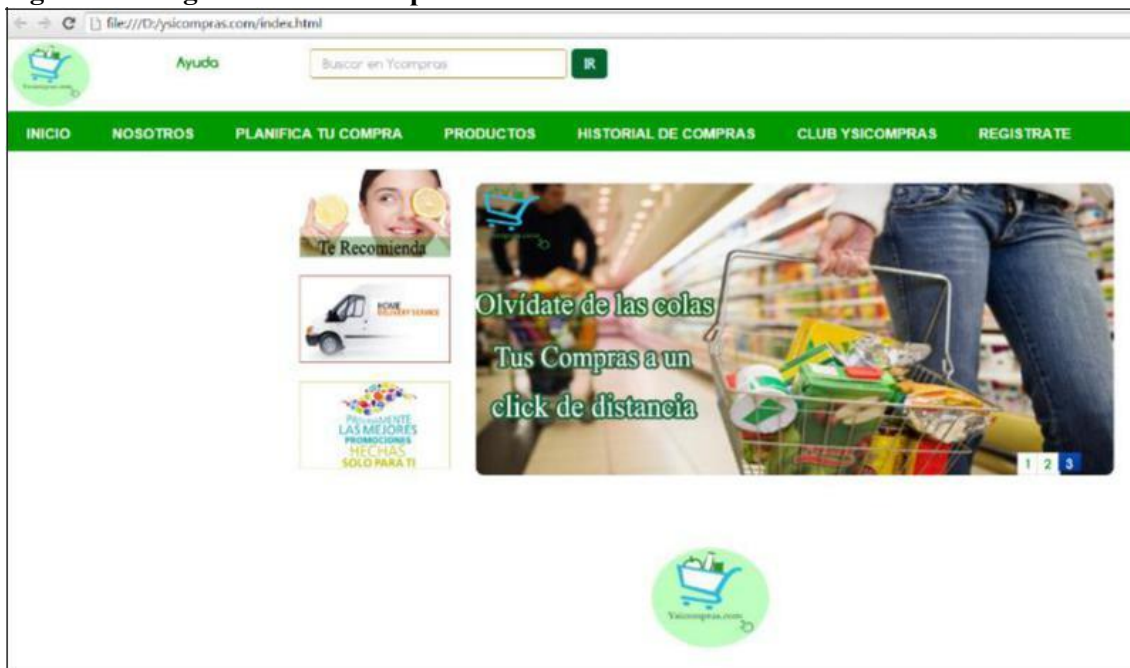 file:///D:/ysicompras.com/index.html
Ayuda
Buscar en Ycompras
IR
INICIO NOSOTROS PLANIFICA TU COMPRA PRODUCTOS HISTORIAL DE COMPRAS CLUB YSICOMPRAS REGISTRATE
Te Recomienda
HOME
DELIVERY SERVICE
LAS MEJORES
PROMOCIONES
HECHAS
SOLO PARA TI
Olvídate de las colas
Tus Compras a un
click de distancia
1 2 3
Ysicompras.com